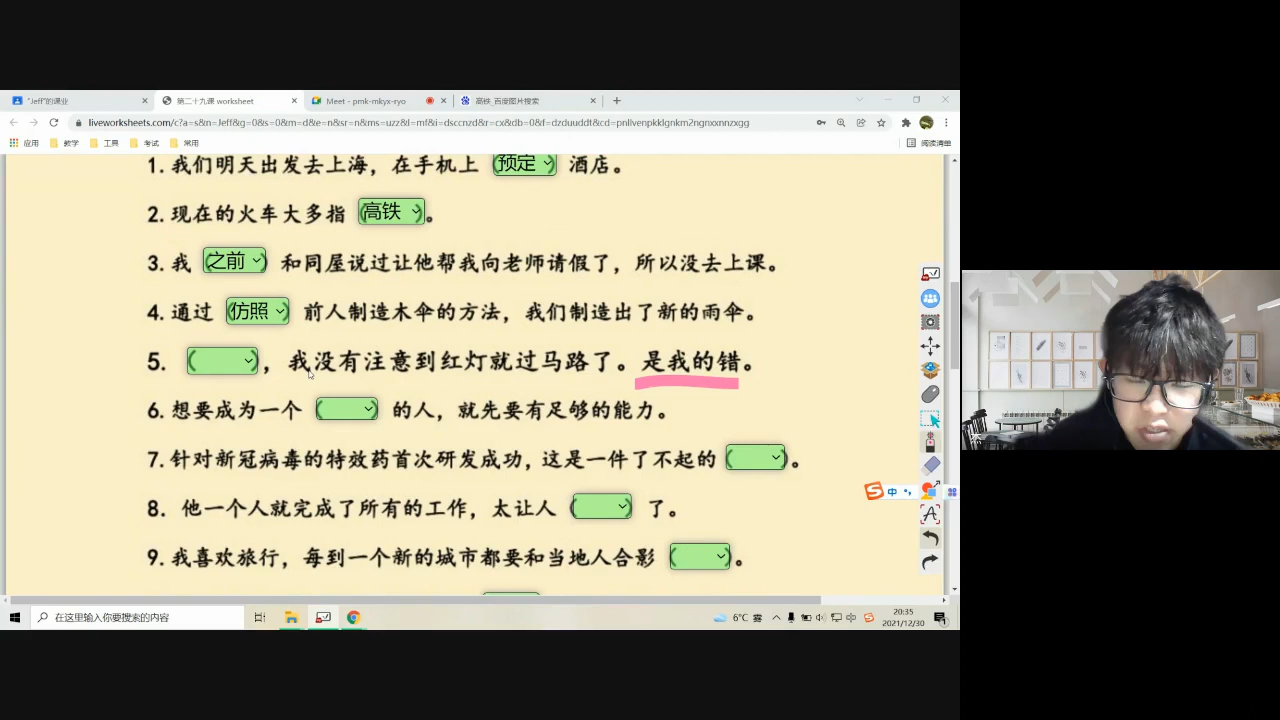 "Jeff"的课业
第二十九课 worksheet
Meet - pmk-mkyx-ryo
高铁_百度图片搜索
liveworksheets.com/c?a=s&n=Jeff&g=0&s=0&m=d&e=n&sr=n&ms=uzz&l=mf&i=dsccnzd&r=cx&db=0&f=dzduuddt&cd=pnllvenpkklgnkm2ngnxxnnzxgg
应用 教学 工具 考试 常用 阅读清单
1. 我们明天出发去上海，在手机上 (预定) 酒店。
2. 现在的火车大多指 (高铁)。
3. 我 (之前) 和同屋说过让他帮我向老师请假了，所以没去上课。
4. 通过 (仿照) 前人制造木伞的方法，我们制造出了新的雨伞。
5. ( )，我没有注意到红灯就过马路了。是我的错。
6. 想要成为一个 ( ) 的人，就先要有足够的能力。
7. 针对新冠病毒的特效药首次研发成功，这是一件了不起的 ( )。
中
8. 他一个人就完成了所有的工作，太让人 ( ) 了。
9. 我喜欢旅行，每到一个新的城市都要和当地人合影 ( )。
在这里输入你要搜索的内容
6°C 雾
中
20:35
2021/12/30